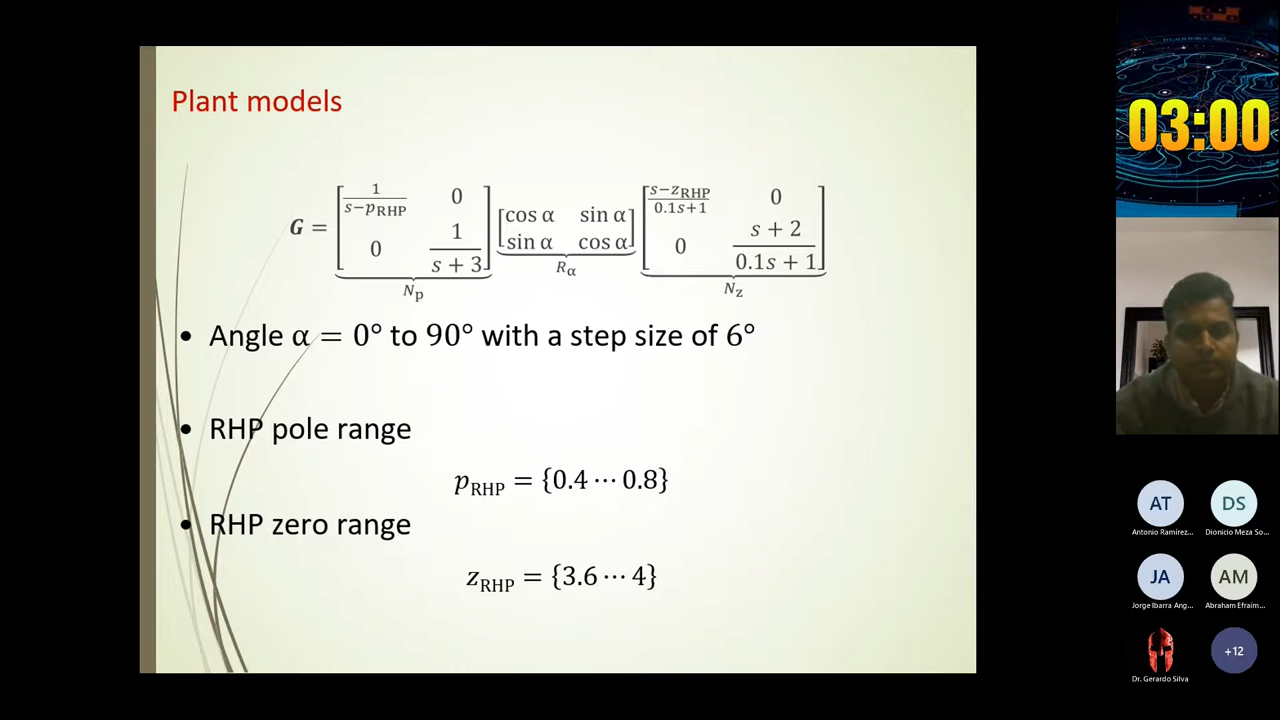 Plant models
G = [1/(s−p_RHP) 0; 0 1/(s + 3)] [cos α sin α; sin α cos α] [(s−z_RHP)/(0.1s+1) 0; 0 (s + 2)/(0.1s + 1)]
N_p R_α N_z
• Angle α = 0° to 90° with a step size of 6°
• RHP pole range
p_RHP = {0.4 ⋯ 0.8}
• RHP zero range
z_RHP = {3.6 ⋯ 4}
03:00
AT DS
Antonio Ramírez... Dionicio Meza So...
JA AM
Jorge Ibarra Ang... Abraham Efraím...
+12
Dr. Gerardo Silva